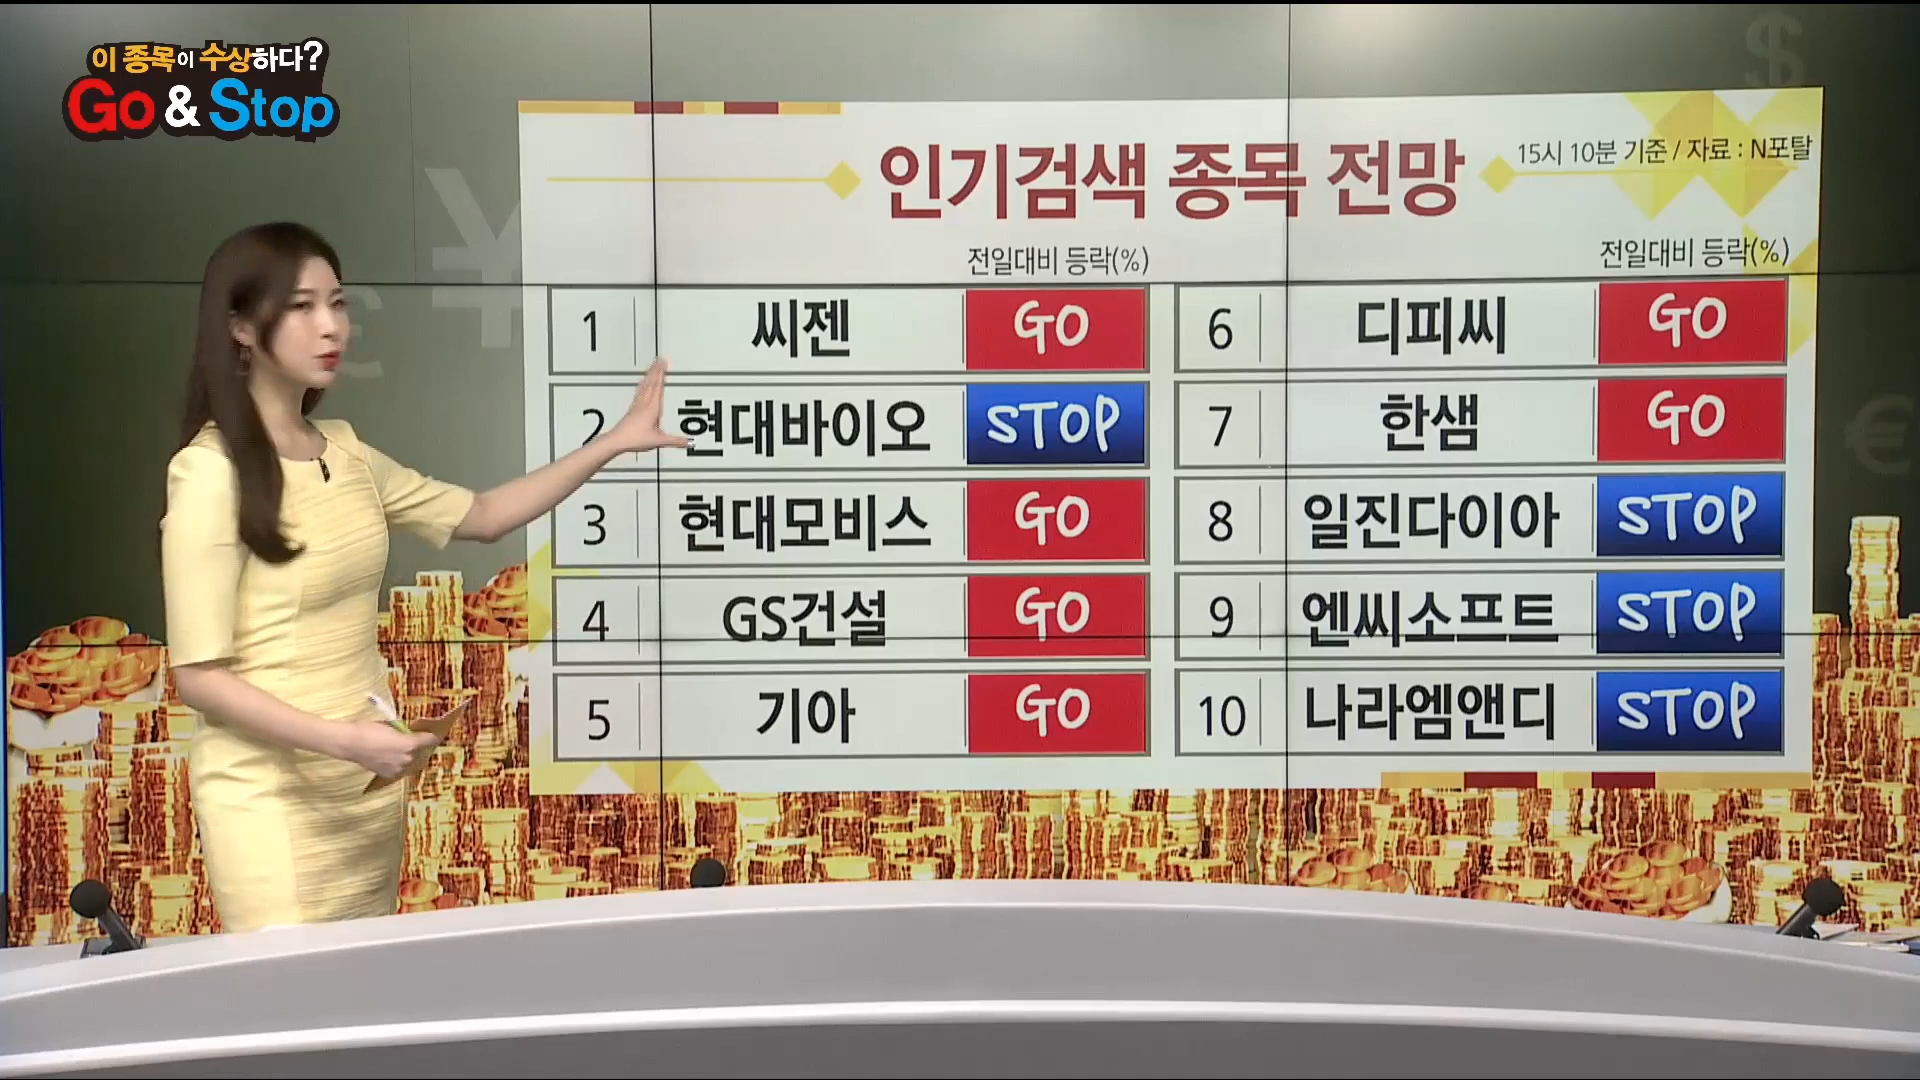 이 종목이 수상하다?
Go & Stop
인기검색 종목 전망
15시 10분 기준 / 자료 : N포탈
전일대비 등락(%)
전일대비 등락(%)
1 씨젠 GO
2 현대바이오 STOP
3 현대모비스 GO
4 GS건설 GO
5 기아 GO
6 디피씨 GO
7 한샘 GO
8 일진다이아 STOP
9 엔씨소프트 STOP
10 나라엠앤디 STOP